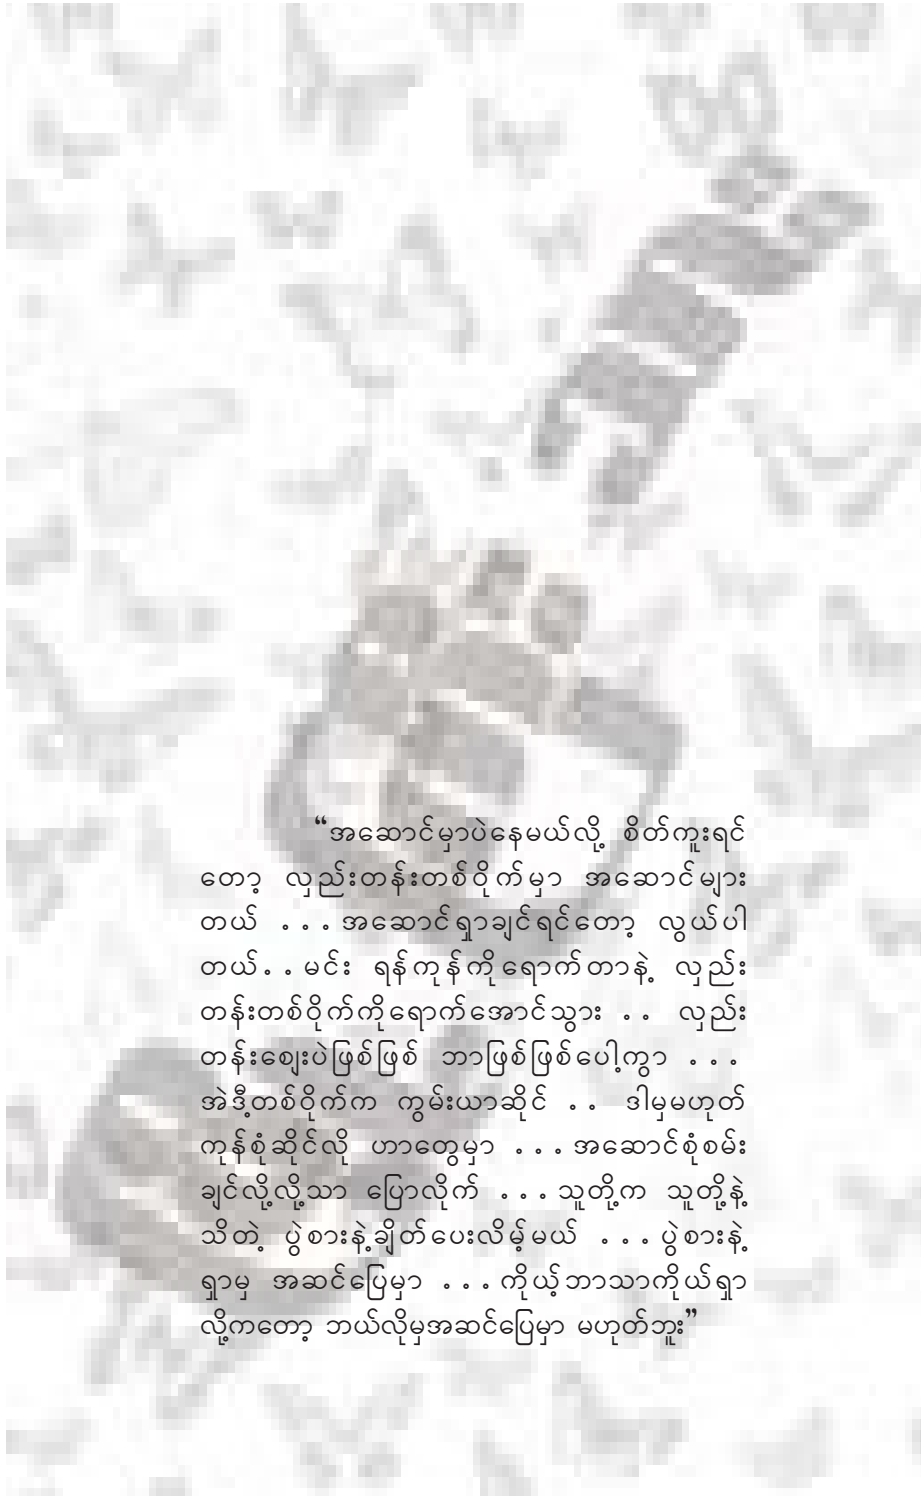 “အဆောင်မှာပဲနေမယ်လို့ စိတ်ကူးရင်
တော့ လှည်းတန်းတစ်ဝိုက်မှာ အဆောင်များ
တယ် ... အဆောင်ရှာချင်ရင်တော့ လွယ်ပါ
တယ်.. မင်း ရန်ကုန်ကိုရောက်တာနဲ့ လှည်း
တန်းတစ်ဝိုက်ကိုရောက်အောင်သွား .. လှည်း
တန်းဈေးပဲဖြစ်ဖြစ် ဘာဖြစ်ဖြစ်ပေါ့ကွာ ...
အဲဒီ့တစ်ဝိုက်က ကွမ်းယာဆိုင် .. ဒါမှမဟုတ်
ကုန်စုံဆိုင်လို ဟာတွေမှာ ... အဆောင်စုံစမ်း
ချင်လို့လို့သာ ပြောလိုက် ... သူတို့က သူတို့နဲ့
သိတဲ့ ပွဲစားနဲ့ချိတ်ပေးလိမ့်မယ် ... ပွဲစားနဲ့
ရှာမှ အဆင်ပြေမှာ ... ကိုယ့်ဘာသာကိုယ်ရှာ
လို့ကတော့ ဘယ်လိုမှအဆင်ပြေမှာ မဟုတ်ဘူး”